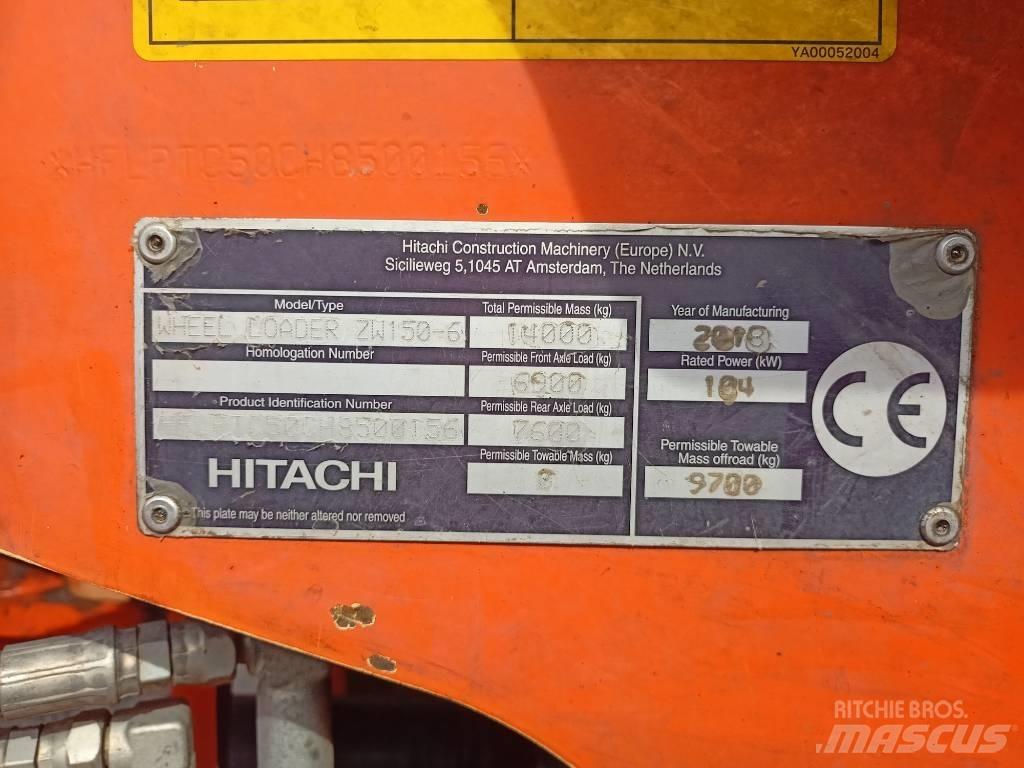 YA00052004
*HFLPTC50CH8500156*
Hitachi Construction Machinery (Europe) N.V.
Sicilieweg 5,1045 AT Amsterdam, The Netherlands
Model/Type
WHEEL LOADER ZW150-6
Homologation Number
Product Identification Number
HFLPTC50CH8500156
HITACHI
This plate may be neither altered nor removed
Total Permissible Mass (kg)
14000
Permissible Front Axle Load (kg)
6900
Permissible Rear Axle Load (kg)
7600
Permissible Towable Mass (kg)
Year of Manufacturing
2018
Rated Power (kW)
104
Permissible Towable
Mass offroad (kg)
9700
CE
RITCHIE BROS.
MASCUS